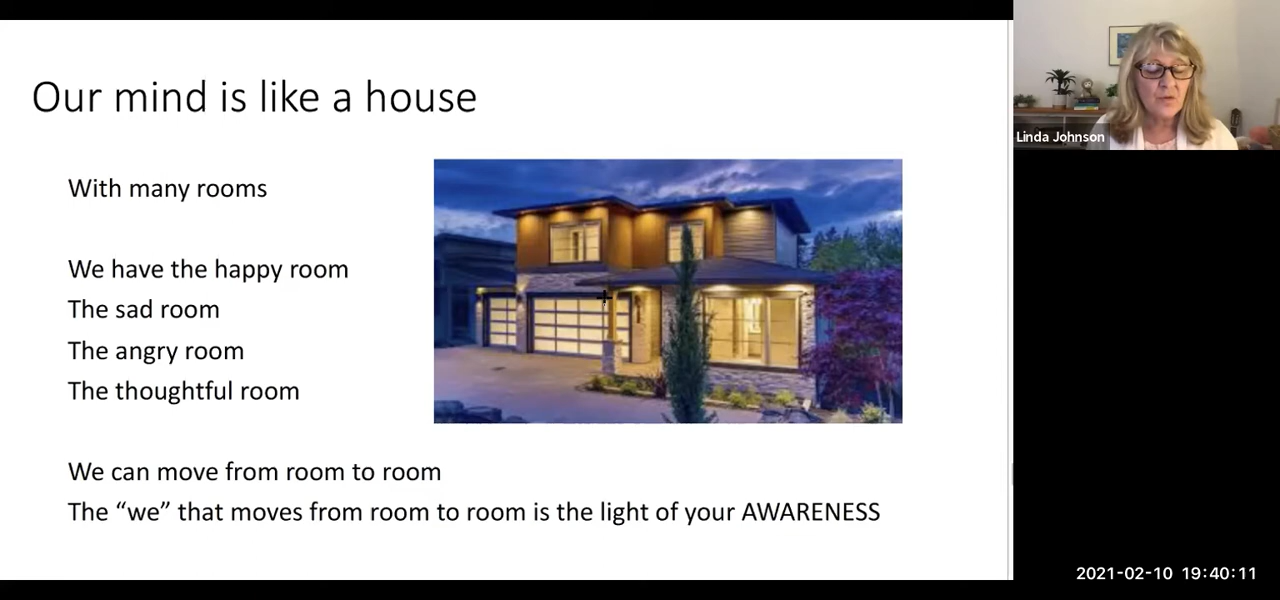 Our mind is like a house
With many rooms
We have the happy room
The sad room
The angry room
The thoughtful room
We can move from room to room
The “we” that moves from room to room is the light of your AWARENESS
Linda Johnson
2021-02-10 19:40:11